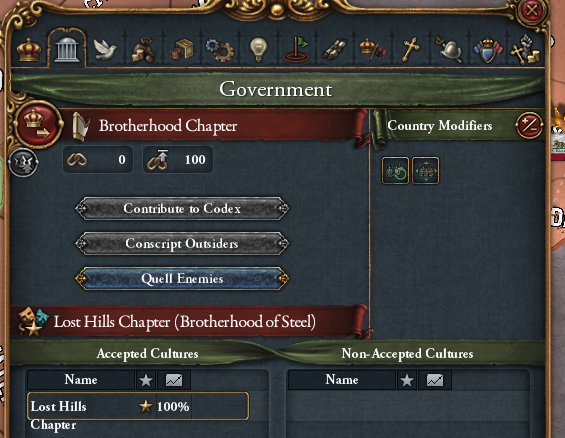 Government
Brotherhood Chapter
Country Modifiers
0
100
Contribute to Codex
Conscript Outsiders
Quell Enemies
Lost Hills Chapter (Brotherhood of Steel)
Accepted Cultures
Non-Accepted Cultures
Name
Name
Lost Hills
Chapter
100%